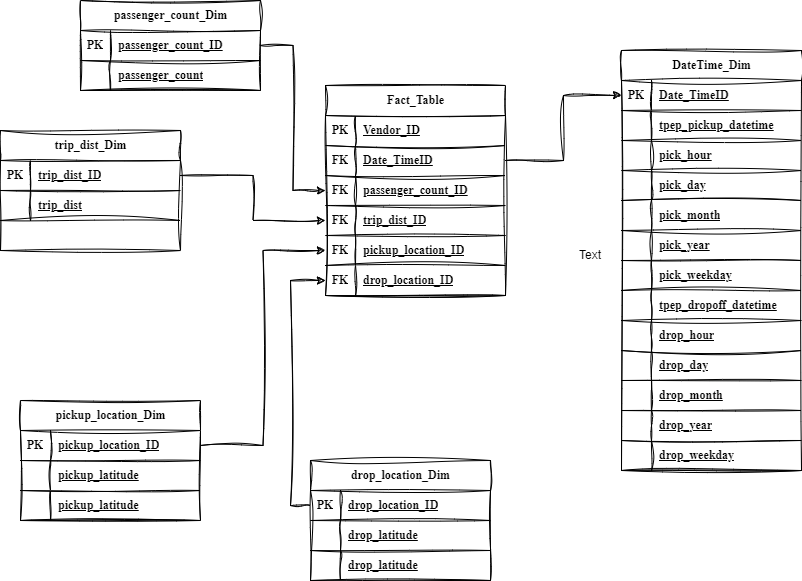 passenger_count_Dim
PK passenger_count_ID
passenger_count
trip_dist_Dim
PK trip_dist_ID
trip_dist
Fact_Table
PK Vendor_ID
FK Date_TimeID
FK passenger_count_ID
FK trip_dist_ID
FK pickup_location_ID
FK drop_location_ID
Text
DateTime_Dim
PK Date_TimeID
tpep_pickup_datetime
pick_hour
pick_day
pick_month
pick_year
pick_weekday
tpep_dropoff_datetime
drop_hour
drop_day
drop_month
drop_year
drop_weekday
pickup_location_Dim
PK pickup_location_ID
pickup_latitude
pickup_latitude
drop_location_Dim
PK drop_location_ID
drop_latitude
drop_latitude